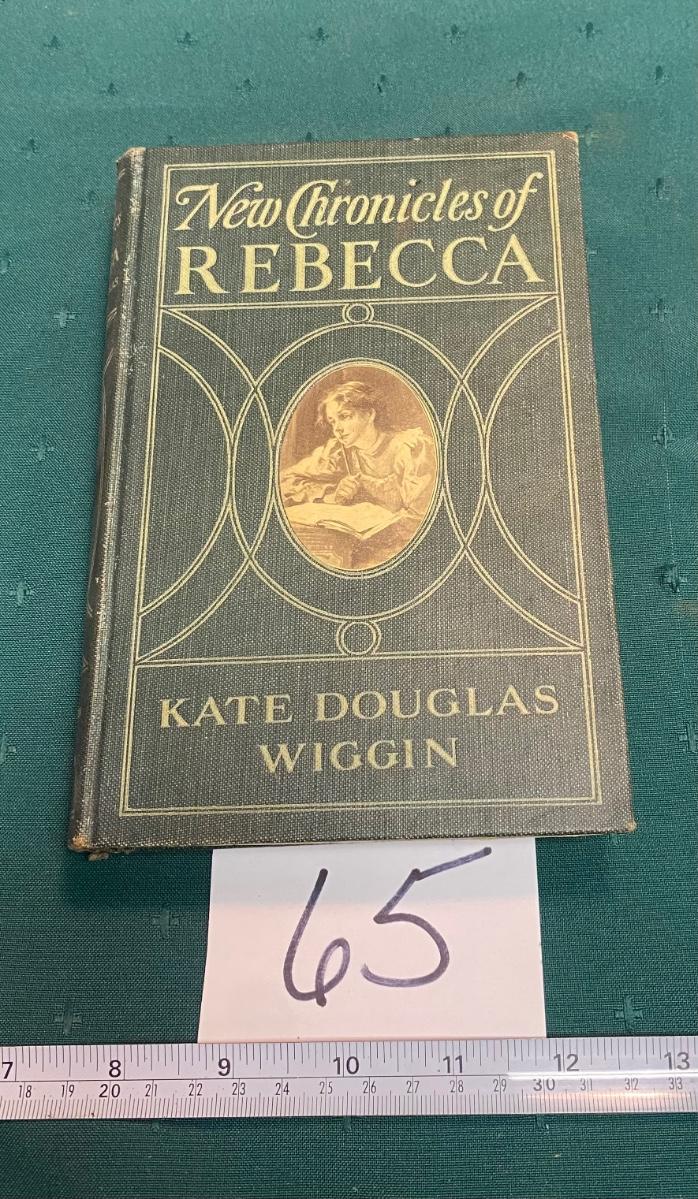 New Chronicles of
REBECCA
KATE DOUGLAS
WIGGIN
65
7 8 9 10 11 12 13
18 19 20 21 22 23 24 25 26 27 28 29 30 31 32 33